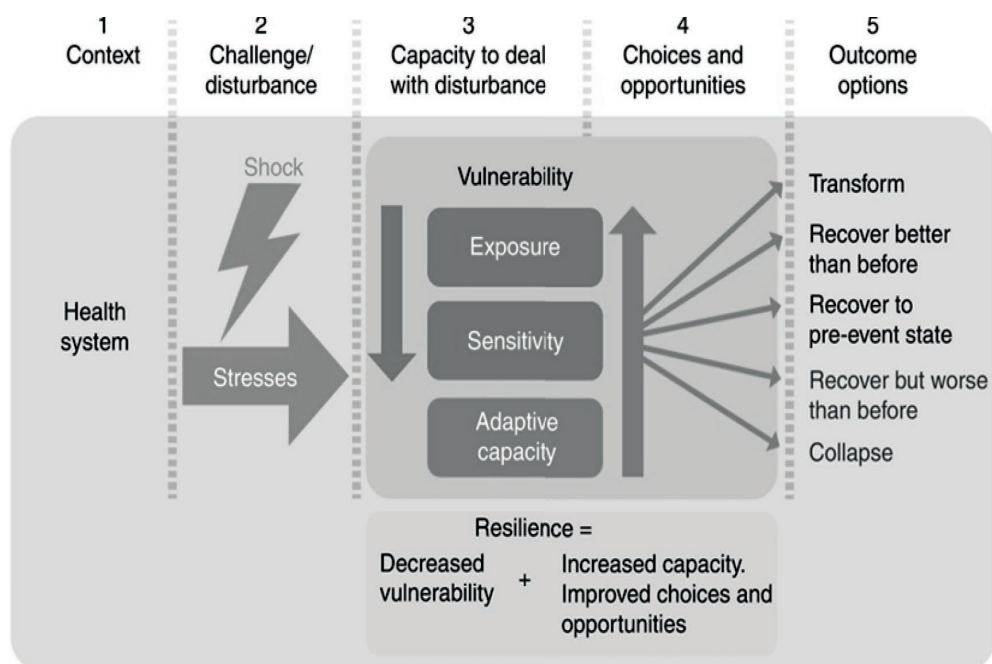 1
Context
2
Challenge/
disturbance
3
Capacity to deal
with disturbance
4
Choices and
opportunities
5
Outcome
options
Health
system
Shock
Stresses
Vulnerability
Exposure
Sensitivity
Adaptive
capacity
Transform
Recover better
than before
Recover to
pre-event state
Recover but worse
than before
Collapse
Resilience =
Decreased
vulnerability
+
Increased capacity.
Improved choices and
opportunities